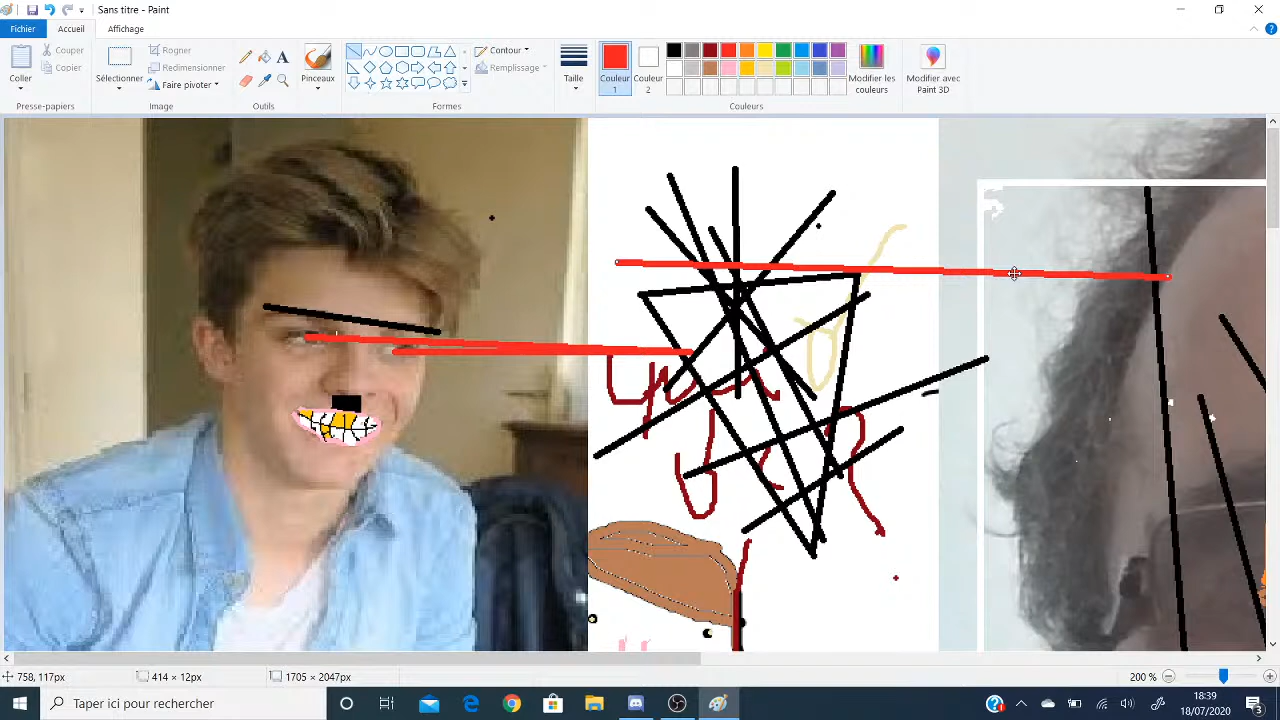 Sans titre - Paint
Fichier Accueil Affichage
Coller
Couper
Presse-papiers
Sélectionner
Rogner
Redimensionner
Faire pivoter
Image
Outils
Pinceaux
Formes
Contour
Remplissage
Taille
Couleur 1
Couleur 2
Couleurs
Modifier les couleurs
Modifier avec Paint 3D
758, 117px 414 × 12px 1705 × 2047px 200 %
Taper ici pour rechercher
18:39
18/07/2020